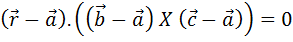 (r⃗ − a⃗).((b⃗ − a⃗) X (c⃗ − a⃗)) = 0